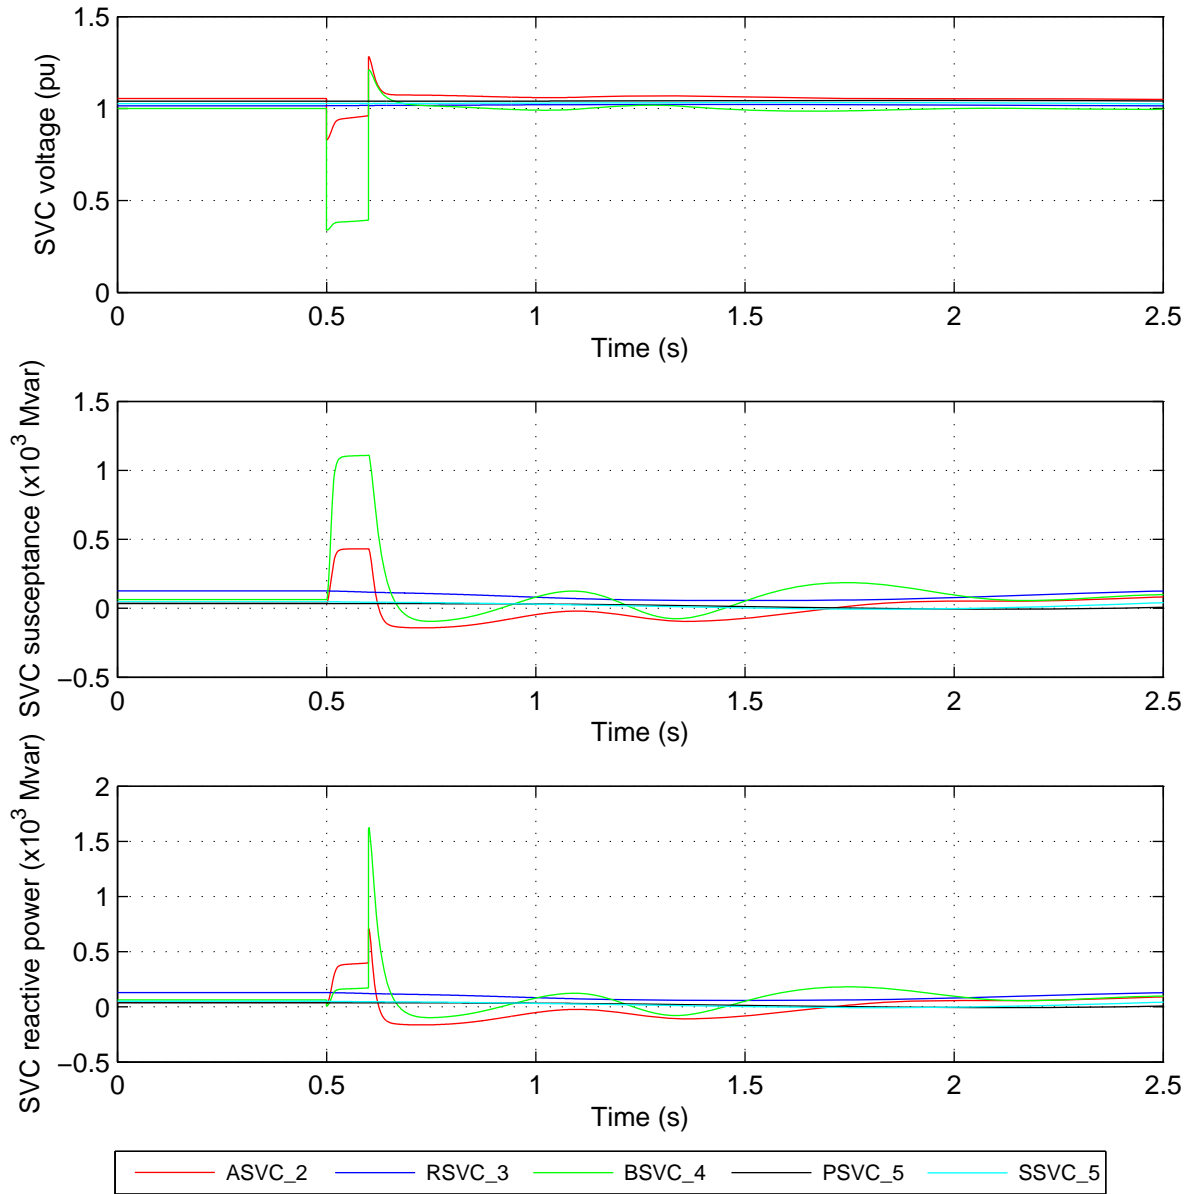 1.5
1
0.5
0
SVC voltage (pu)
0 0.5 1 1.5 2 2.5
Time (s)
1.5
1
0.5
0
−0.5
SVC susceptance (x10³ Mvar)
0 0.5 1 1.5 2 2.5
Time (s)
2
1.5
1
0.5
0
−0.5
SVC reactive power (x10³ Mvar)
0 0.5 1 1.5 2 2.5
Time (s)
ASVC_2 RSVC_3 BSVC_4 PSVC_5 SSVC_5